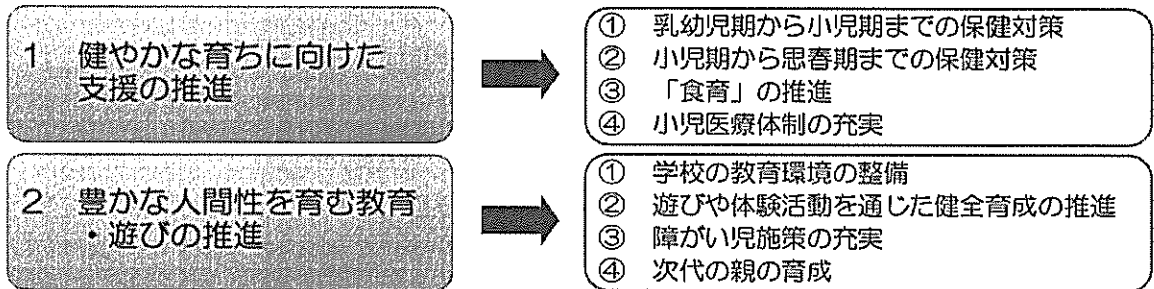 1 健やかな育ちに向けた
支援の推進
① 乳幼児期から小児期までの保健対策
② 小児期から思春期までの保健対策
③ 「食育」の推進
④ 小児医療体制の充実
2 豊かな人間性を育む教育
・遊びの推進
① 学校の教育環境の整備
② 遊びや体験活動を通じた健全育成の推進
③ 障がい児施策の充実
④ 次代の親の育成